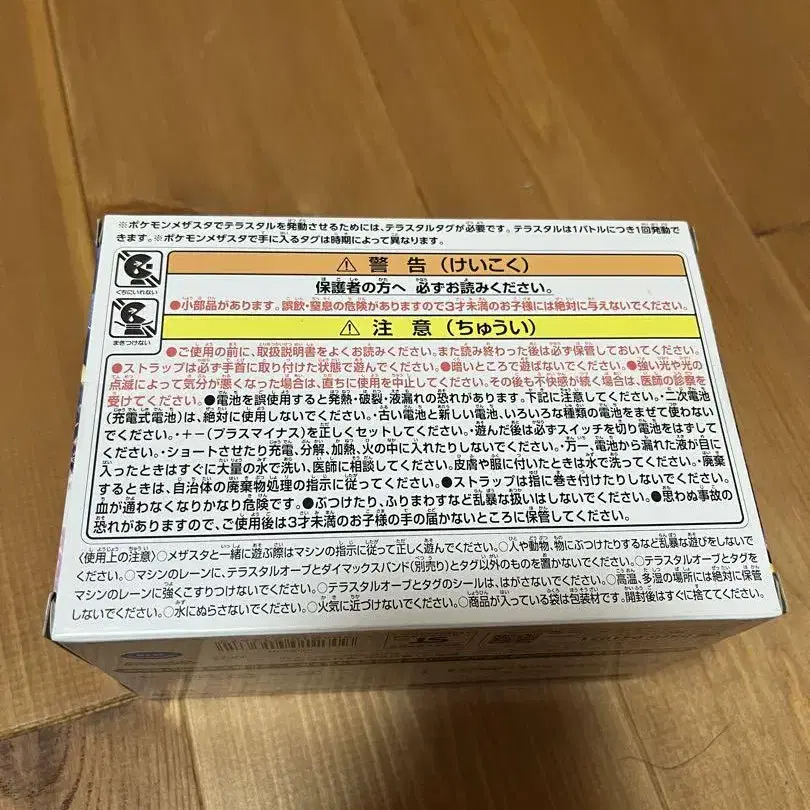 ※ポケモンメザスタでテラスタルを発動させるためには、テラスタルタグが必要です。テラスタルは1バトルにつき1回発動で
きます。※ポケモンメザスタで手に入るタグは時期によって異なります。
くちにいれない
まきつけない
⚠ 警告(けいこく)
保護者の方へ 必ずお読みください。
●小部品があります。誤飲・窒息の危険がありますので3才未満のお子様には絶対に与えないでください。
⚠ 注意(ちゅうい)
●ご使用の前に、取扱説明書をよくお読みください。また読み終わった後は必ず保管しておいてください。
●ストラップは必ず手首に取り付けた状態で遊んでください。●暗いところで遊ばないでください。●強い光や光の
点滅によって気分が悪くなった場合は、直ちに使用を中止してください。その後も不快感が続く場合は、医師の診察を
受けてください。●電池を誤使用すると発熱・破裂・液漏れの恐れがあります。下記に注意してください。・二次電池
(充電式電池)は、絶対に使用しないでください。・古い電池と新しい電池、いろいろな種類の電池をまぜて使わない
でください。・+−(プラスマイナス)を正しくセットしてください。・遊んだ後は必ずスイッチを切り電池をはずして
ください。・ショートさせたり充電、分解、加熱、火の中に入れたりしないでください。・万一、電池から漏れた液が目に
入ったときはすぐに大量の水で洗い、医師に相談してください。皮膚や服に付いたときは水で洗ってください。・廃棄
するときは、自治体の廃棄物処理の指示に従ってください。●ストラップは指に巻き付けたりしないでください。
血が通わなくなりかなり危険です。●ぶつけたり、ふりまわすなど乱暴な扱いはしないでください。●思わぬ事故の
恐れがありますので、ご使用後は3才未満のお子様の手の届かないところに保管してください。
〈使用上の注意〉○メザスタと一緒に遊ぶ際はマシンの指示に従って正しく遊んでください。○人や動物、物にぶつけたりするなど乱暴な遊びをしないで
ください。○マシンのレーンに、テラスタルオーブとダイマックスバンド(別売り)とタグ以外のものを置かないでください。○テラスタルオーブとタグを
マシンのレーンに強くこすりつけないでください。○テラスタルオーブとタグのシールは、はがさないでください。○高温、多湿の場所には絶対に保管
しないでください。○水にぬらさないでください。○火気に近づけないでください。○商品が入っている袋は包装材です。開封後はすぐに捨ててください。
15